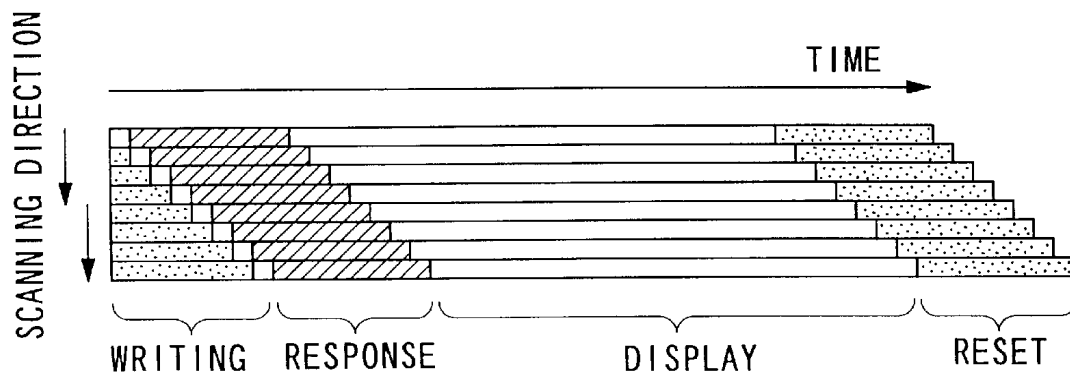 SCANNING DIRECTION
TIME
WRITING
RESPONSE
DISPLAY
RESET